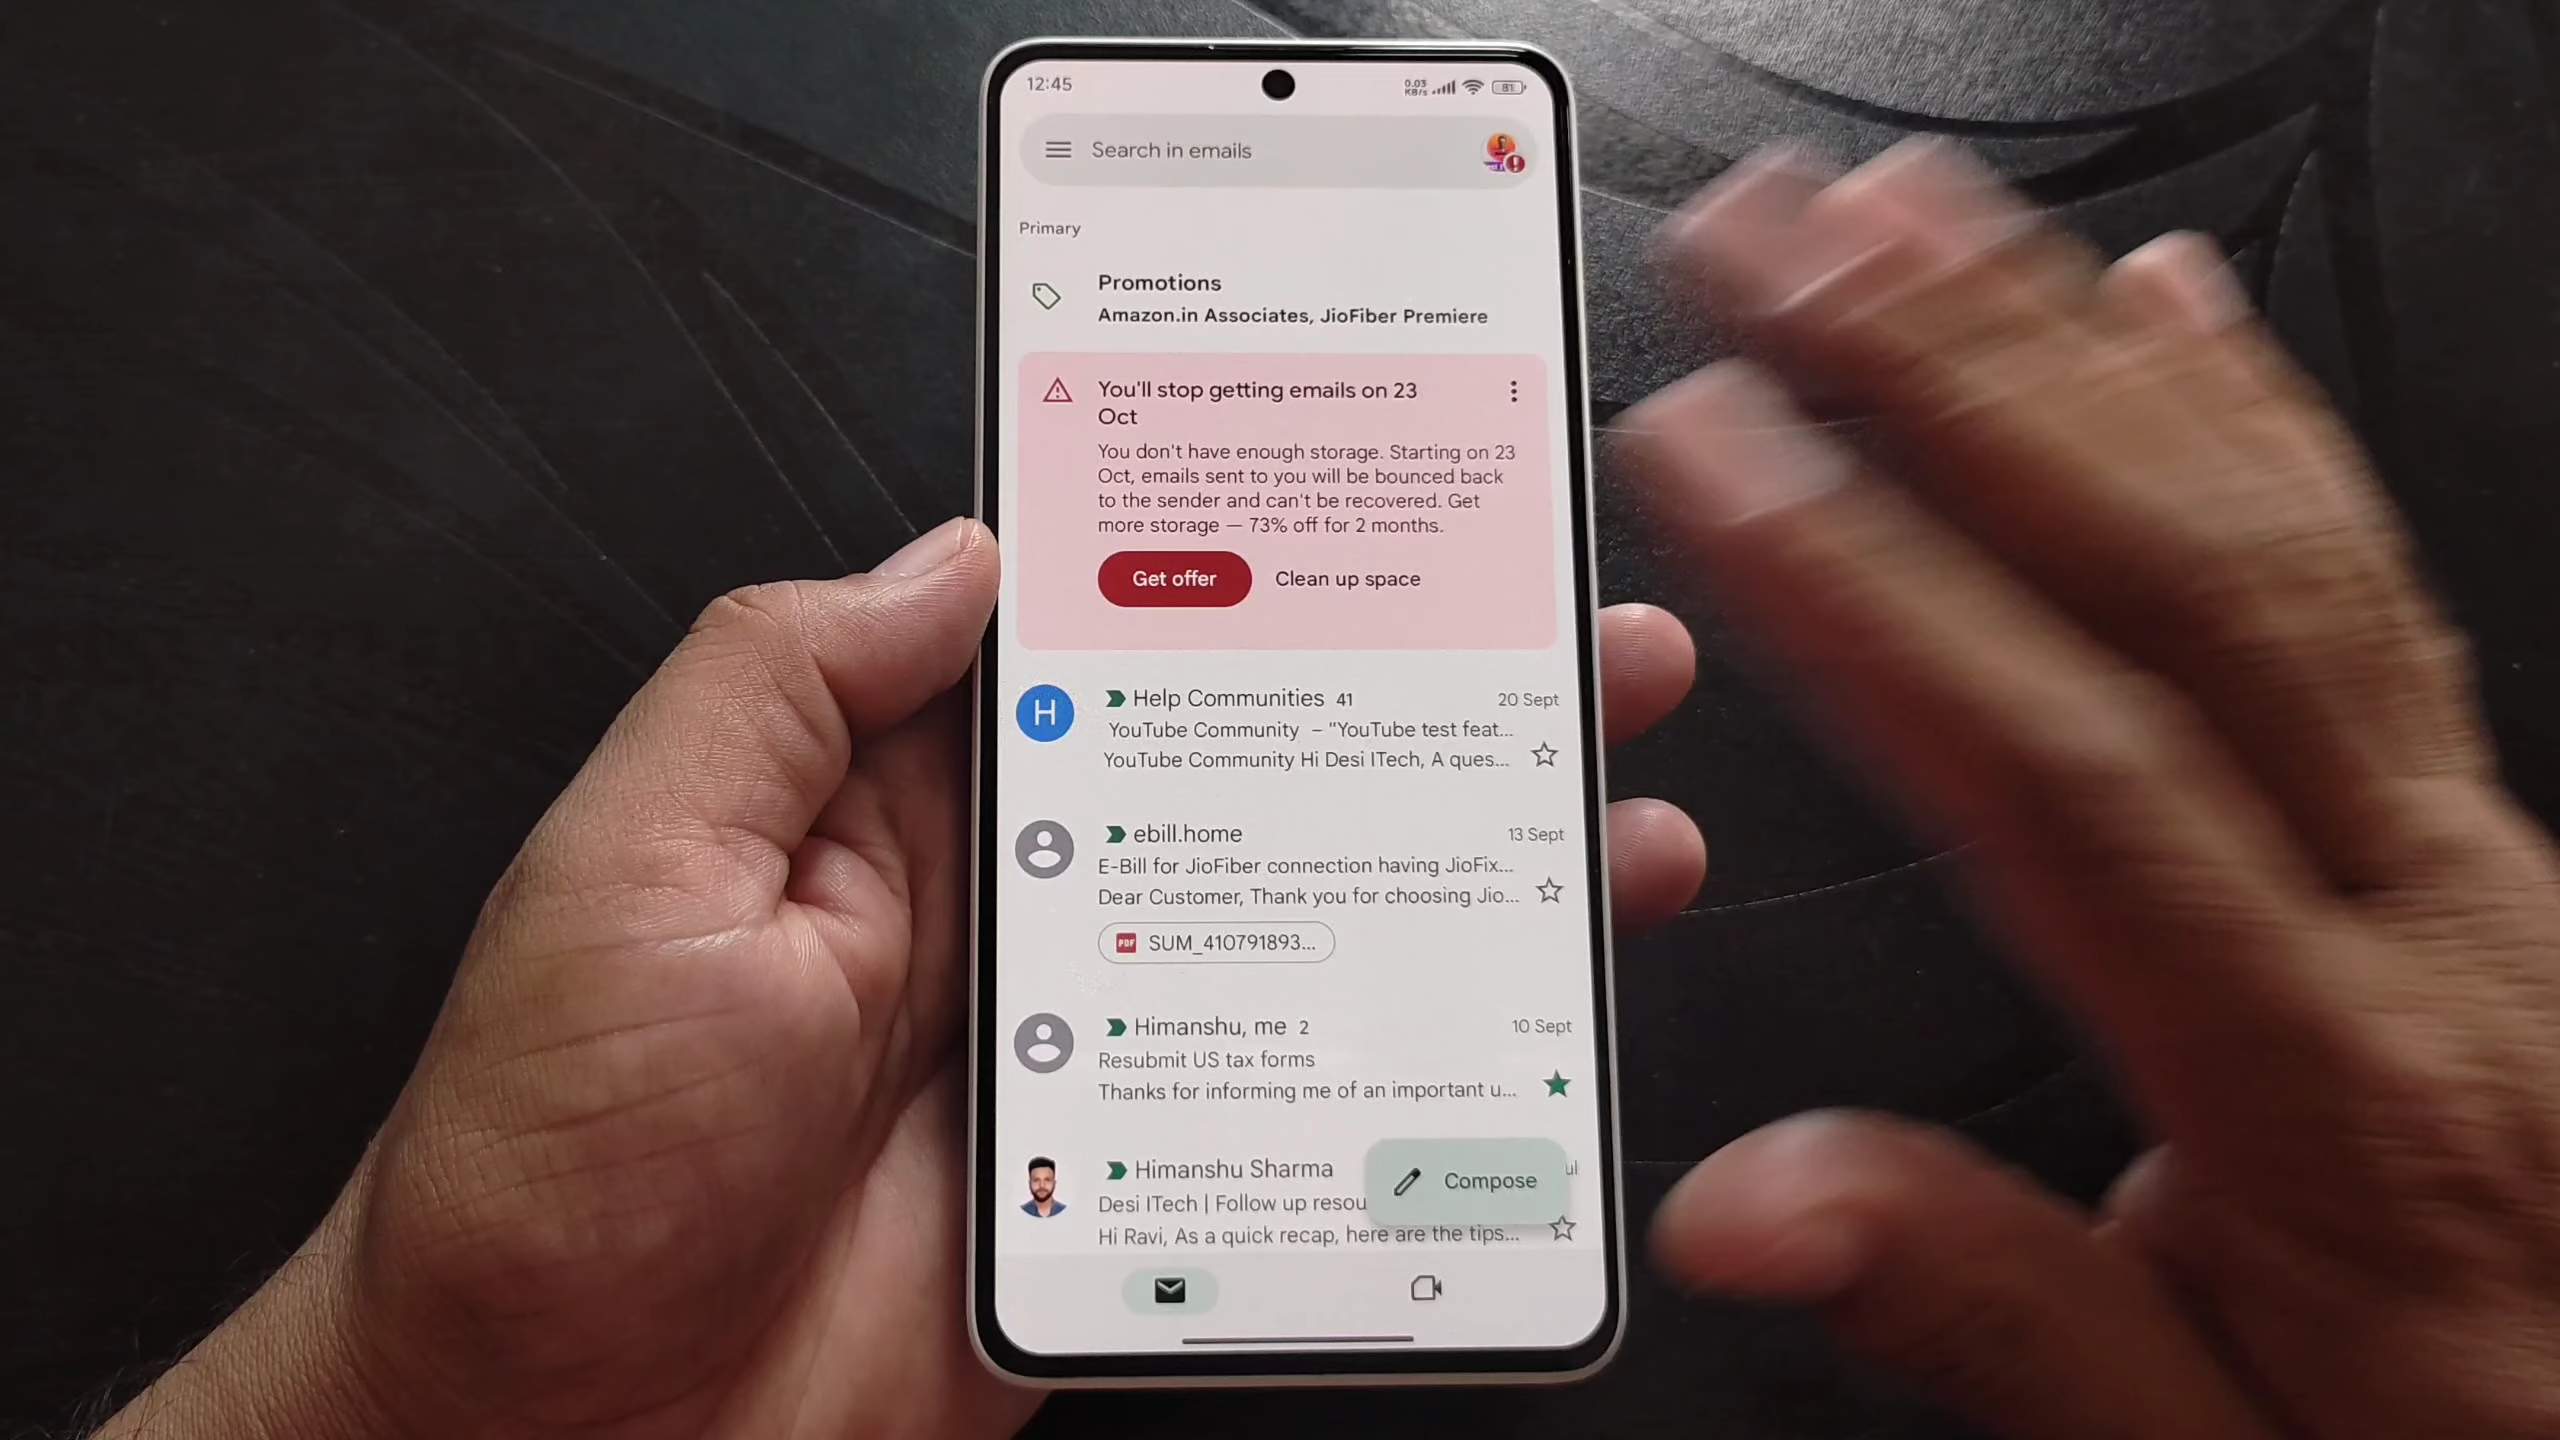 12:45
0.03
KB/s
81
Search in emails
Primary
Promotions
Amazon.in Associates, JioFiber Premiere
You'll stop getting emails on 23
Oct
You don't have enough storage. Starting on 23
Oct, emails sent to you will be bounced back
to the sender and can't be recovered. Get
more storage — 73% off for 2 months.
Get offer
Clean up space
H
Help Communities 41
20 Sept
YouTube Community – "YouTube test feat...
YouTube Community Hi Desi ITech, A ques...
ebill.home
13 Sept
E-Bill for JioFiber connection having JioFix...
Dear Customer, Thank you for choosing Jio...
PDF SUM_410791893...
Himanshu, me 2
10 Sept
Resubmit US tax forms
Thanks for informing me of an important u...
Himanshu Sharma
ul
Compose
Desi ITech | Follow up resou
Hi Ravi, As a quick recap, here are the tips...